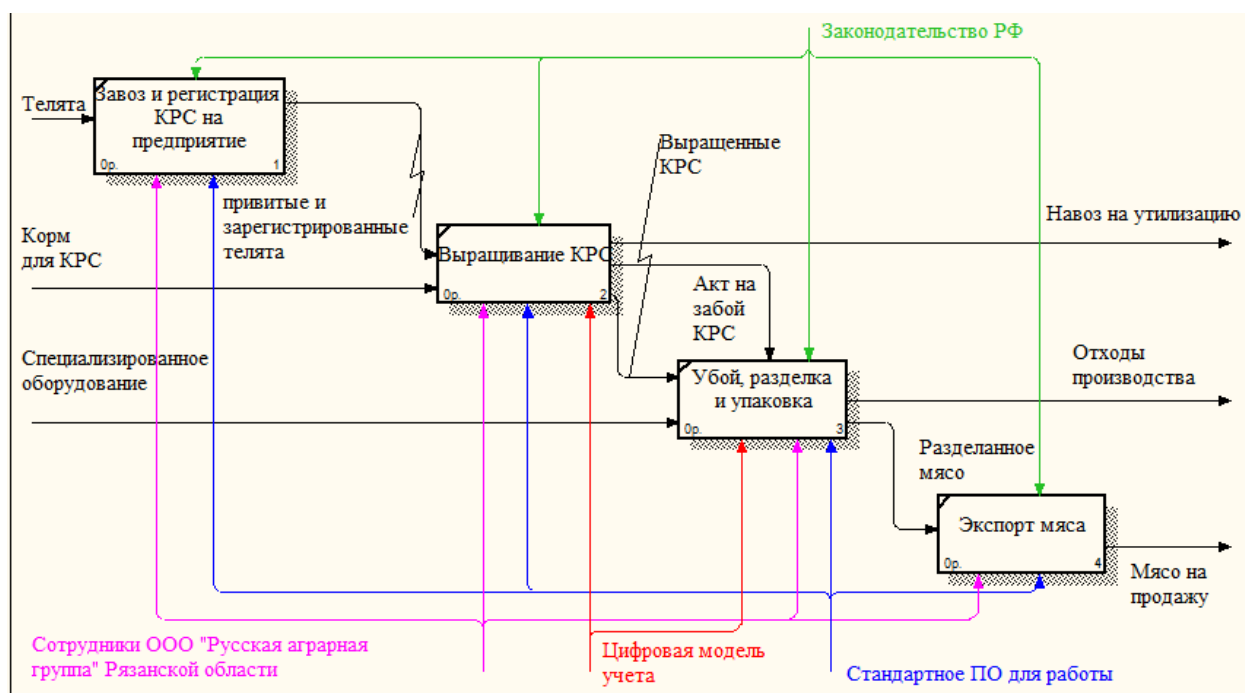 Законодательство РФ
Телята
Завоз и регистрация
КРС на
предприятие
0р.
1
привитые и
зарегистрированные
телята
Выращенные
КРС
Навоз на утилизацию
Корм
для КРС
Выращивание КРС
0р.
2
Акт на
забой
КРС
Специализированное
оборудование
Убой, разделка
и упаковка
0р.
3
Отходы
производства
Разделанное
мясо
Экспорт мяса
0р.
4
Мясо на
продажу
Сотрудники ООО "Русская аграрная
группа" Рязанской области
Цифровая модель
учета
Стандартное ПО для работы